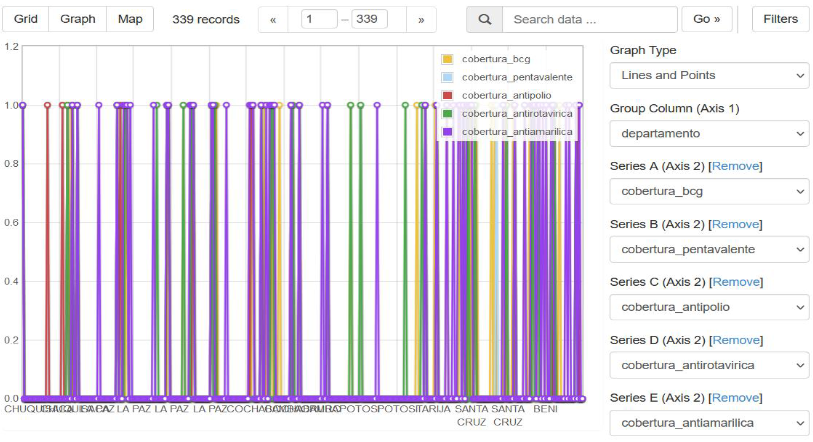 Grid Graph Map 339 records « 1 – 339 » Search data ... Go » Filters
1.2
1.0
0.8
0.6
0.4
0.2
0.0
cobertura_bcg
cobertura_pentavalente
cobertura_antipolio
cobertura_antirotavirica
cobertura_antiamarilica
LA PAZ LA PAZ LA PAZ POTOSI TARIJA SANTA CRUZ SANTA CRUZ BENI
Graph Type
Lines and Points
Group Column (Axis 1)
departamento
Series A (Axis 2) [Remove]
cobertura_bcg
Series B (Axis 2) [Remove]
cobertura_pentavalente
Series C (Axis 2) [Remove]
cobertura_antipolio
Series D (Axis 2) [Remove]
cobertura_antirotavirica
Series E (Axis 2) [Remove]
cobertura_antiamarilica